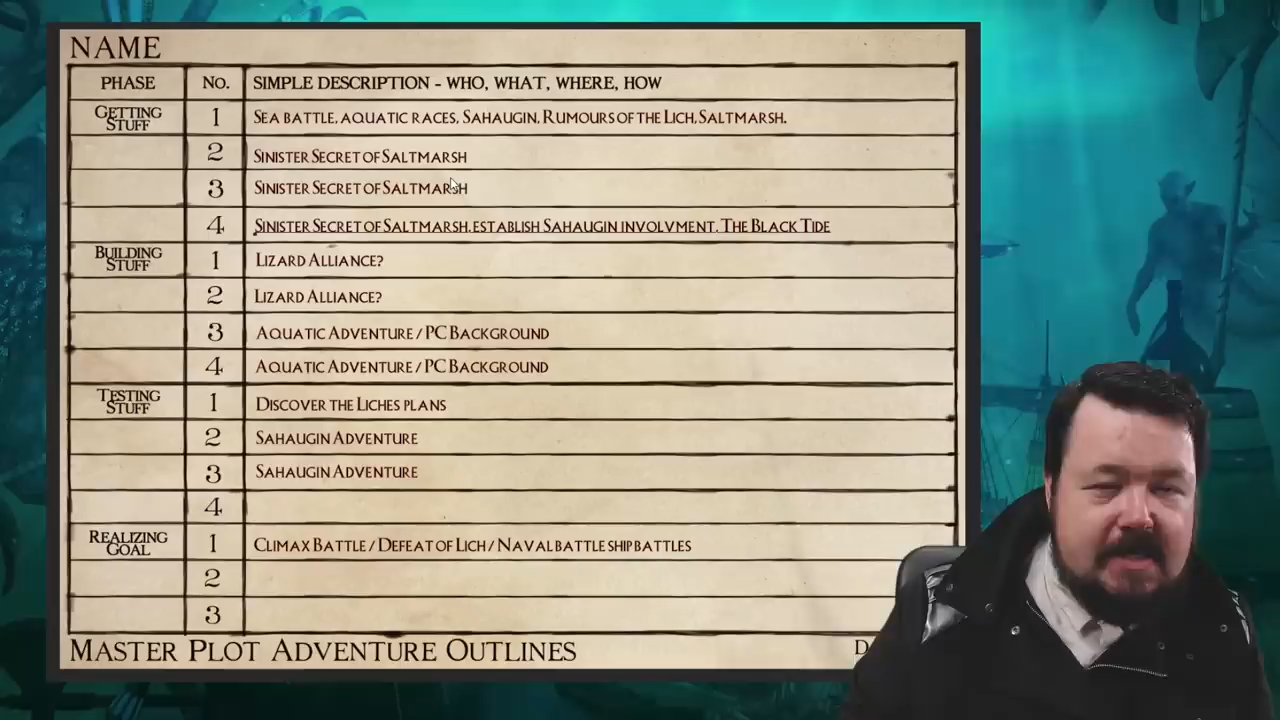 NAME
PHASE No. SIMPLE DESCRIPTION - WHO, WHAT, WHERE, HOW
GETTING STUFF 1 SEA BATTLE, AQUATIC RACES, SAHAUGIN, RUMOURS OF THE LICH, SALTMARSH.
2 SINISTER SECRET OF SALTMARSH
3 SINISTER SECRET OF SALTMARSH
4 SINISTER SECRET OF SALTMARSH. ESTABLISH SAHAUGIN INVOLVMENT. THE BLACK TIDE
BUILDING STUFF 1 LIZARD ALLIANCE?
2 LIZARD ALLIANCE?
3 AQUATIC ADVENTURE / PC BACKGROUND
4 AQUATIC ADVENTURE / PC BACKGROUND
TESTING STUFF 1 DISCOVER THE LICHES PLANS
2 SAHAUGIN ADVENTURE
3 SAHAUGIN ADVENTURE
4
REALIZING GOAL 1 CLIMAX BATTLE / DEFEAT OF LICH / NAVAL BATTLE SHIP BATTLES
2
3
MASTER PLOT ADVENTURE OUTLINES